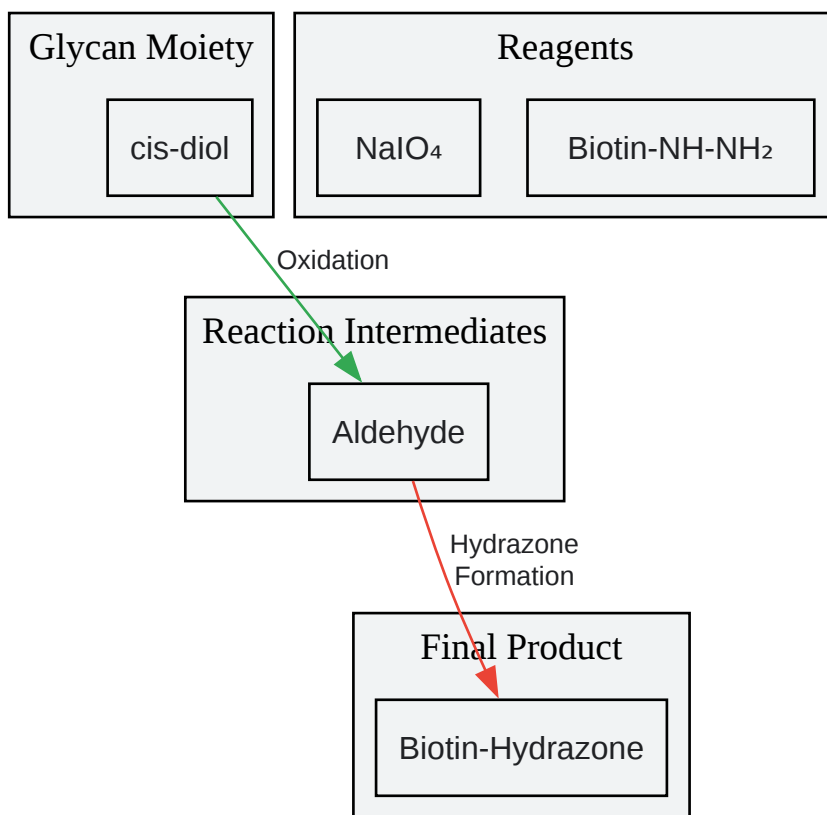 Glycan Moiety
Reagents
cis-diol
NaIO₄
Biotin-NH-NH₂
Oxidation
Reaction Intermediates
Aldehyde
Hydrazone
Formation
Final Product
Biotin-Hydrazone